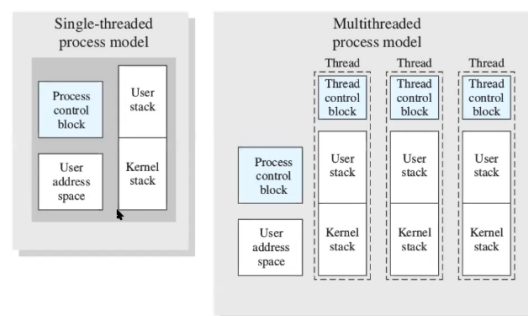 Single-threaded
process model
Process
control
block
User
stack
User
address
space
Kernel
stack
Multithreaded
process model
Thread
Thread
Thread
Thread
control
block
Thread
control
block
Thread
control
block
Process
control
block
User
stack
User
stack
User
stack
User
address
space
Kernel
stack
Kernel
stack
Kernel
stack